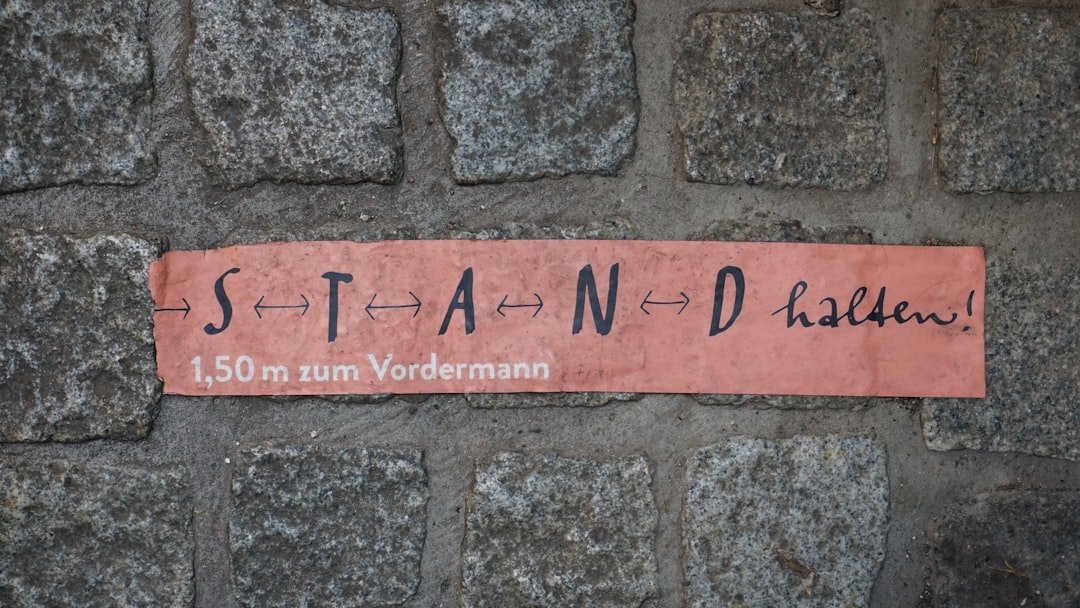 → S ↔ T ↔ A ↔ N ↔ D halten!
1,50 m zum Vordermann